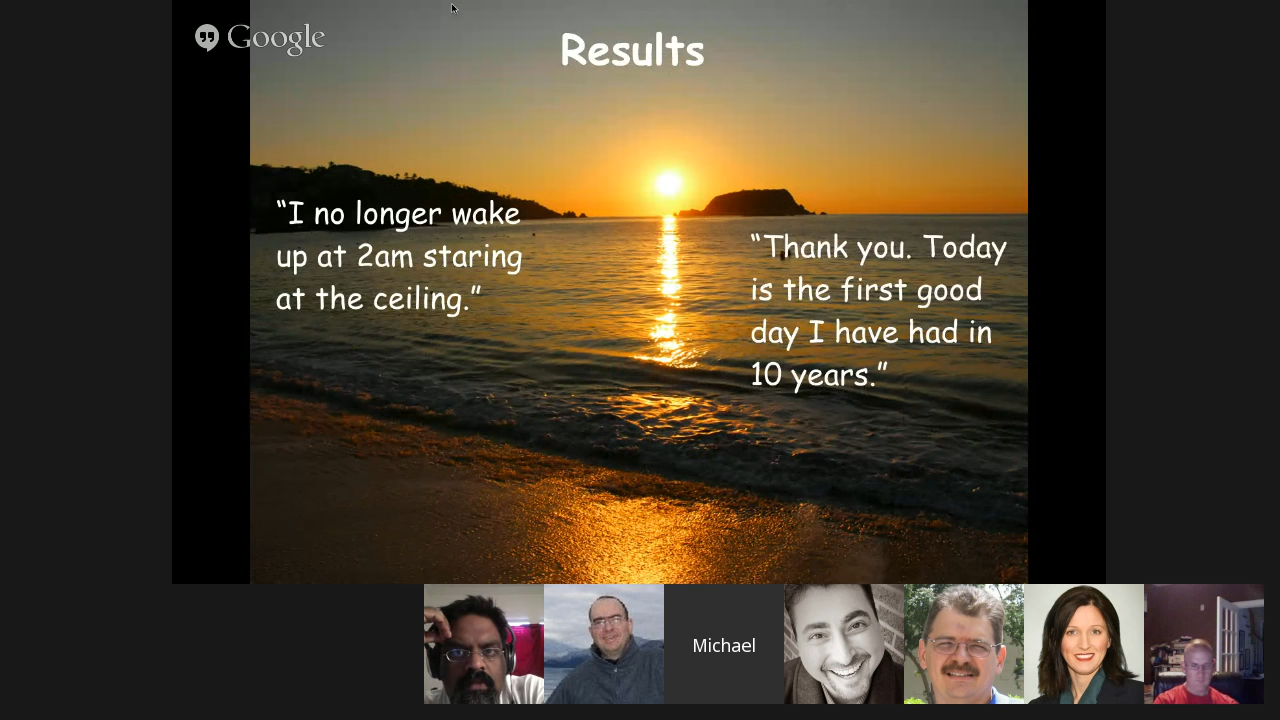 Google
Results
“I no longer wake
up at 2am staring
at the ceiling.”
“Thank you. Today
is the first good
day I have had in
10 years.”
Michael